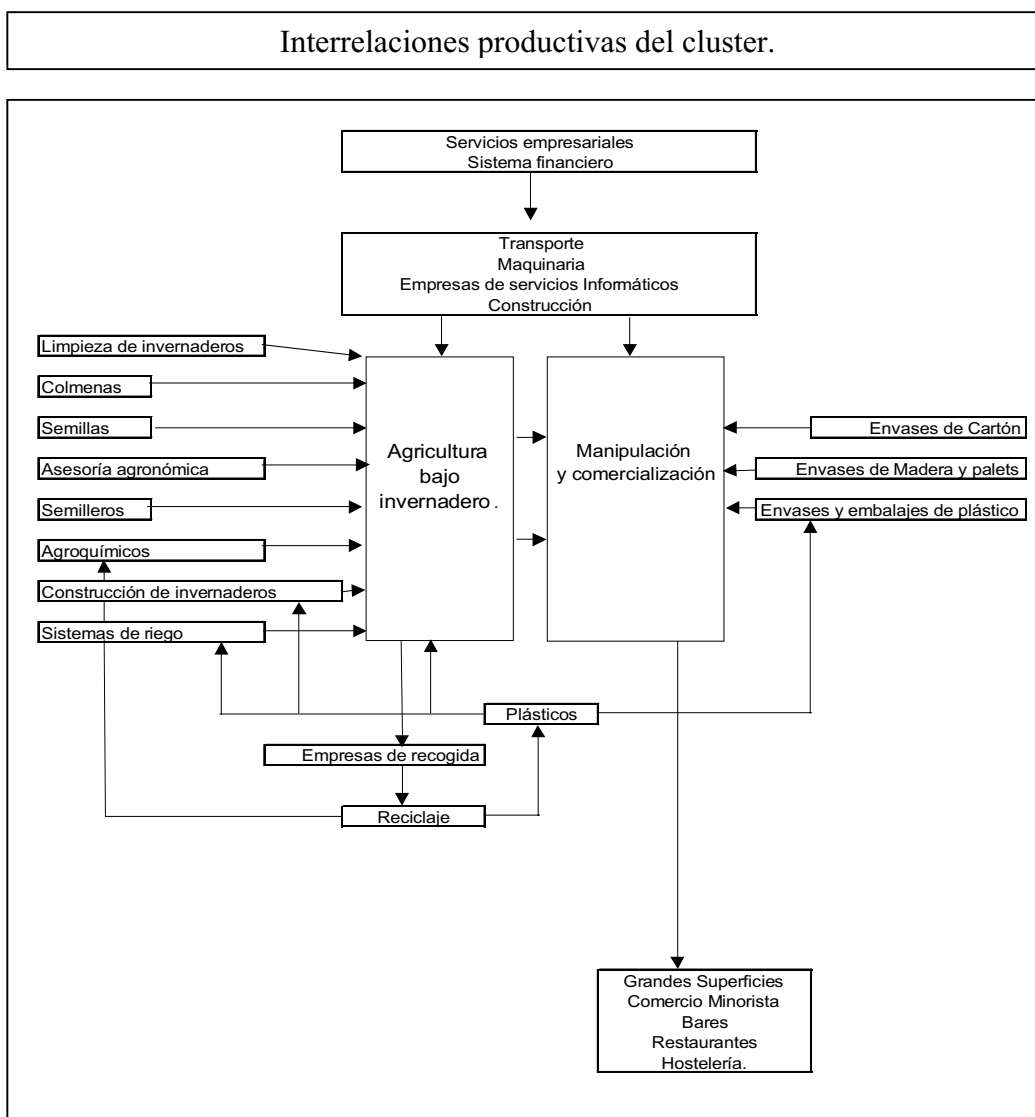 Interrelaciones productivas del cluster.
Servicios empresariales
Sistema financiero
Transporte
Maquinaria
Empresas de servicios Informáticos
Construcción
Limpieza de invernaderos
Colmenas
Semillas
Asesoría agronómica
Semilleros
Agroquímicos
Construcción de invernaderos
Sistemas de riego
Agricultura
bajo
invernadero .
Manipulación
y comercialización
Envases de Cartón
Envases de Madera y palets
Envases y embalajes de plástico
Plásticos
Empresas de recogida
Reciclaje
Grandes Superficies
Comercio Minorista
Bares
Restaurantes
Hostelería.